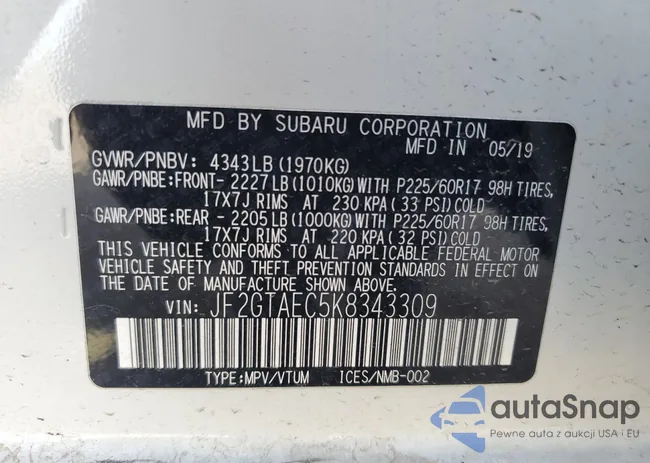 MFD BY SUBARU CORPORATION
MFD IN 05/19
GVWR/PNBV: 4343LB (1970KG)
GAWR/PNBE:FRONT- 2227LB (1010KG) WITH P225/60R17 98H TIRES,
17X7J RIMS AT 230 KPA (33 PSI) COLD
GAWR/PNBE:REAR - 2205LB (1000KG) WITH P225/60R17 98H TIRES,
17X7J RIMS AT 220 KPA (32 PSI) COLD
THIS VEHICLE CONFORMS TO ALL APPLICABLE FEDERAL MOTOR
VEHICLE SAFETY AND THEFT PREVENTION STANDARDS IN EFFECT ON
THE DATE OF MANUFACTURE SHOWN ABOVE.
VIN: JF2GTAEC5K8343309
TYPE:MPV/VTUM ICES/NMB-002
autaSnap
Pewne auta z aukcji USA i EU